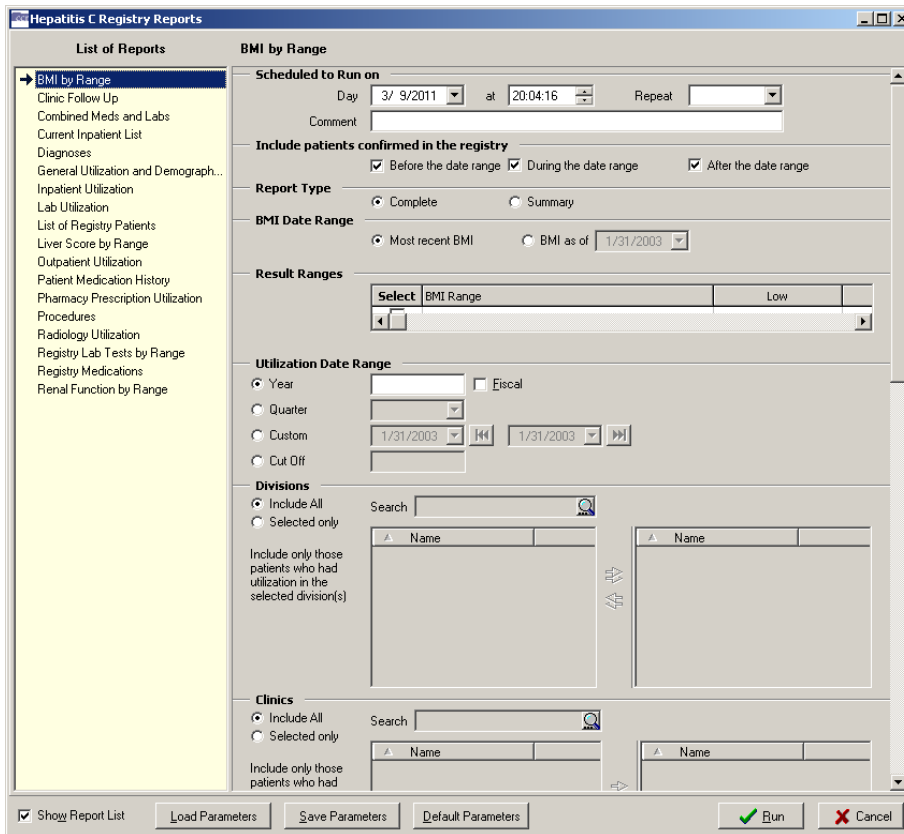 Hepatitis C Registry Reports
List of Reports
BMI by Range
Clinic Follow Up
Combined Meds and Labs
Current Inpatient List
Diagnoses
General Utilization and Demograph...
Inpatient Utilization
Lab Utilization
List of Registry Patients
Liver Score by Range
Outpatient Utilization
Patient Medication History
Pharmacy Prescription Utilization
Procedures
Radiology Utilization
Registry Lab Tests by Range
Registry Medications
Renal Function by Range
BMI by Range
Scheduled to Run on
Day 3/ 9/2011 at 20:04:16 Repeat
Comment
Include patients confirmed in the registry
Before the date range During the date range After the date range
Report Type
Complete Summary
BMI Date Range
Most recent BMI BMI as of 1/31/2003
Result Ranges
Select BMI Range Low
Utilization Date Range
Year Fiscal
Quarter
Custom 1/31/2003 1/31/2003
Cut Off
Divisions
Include All Search
Selected only
Name Name
Include only those
patients who had
utilization in the
selected division(s)
Clinics
Include All Search
Selected only
Name Name
Include only those
patients who had
Show Report List Load Parameters Save Parameters Default Parameters Run Cancel